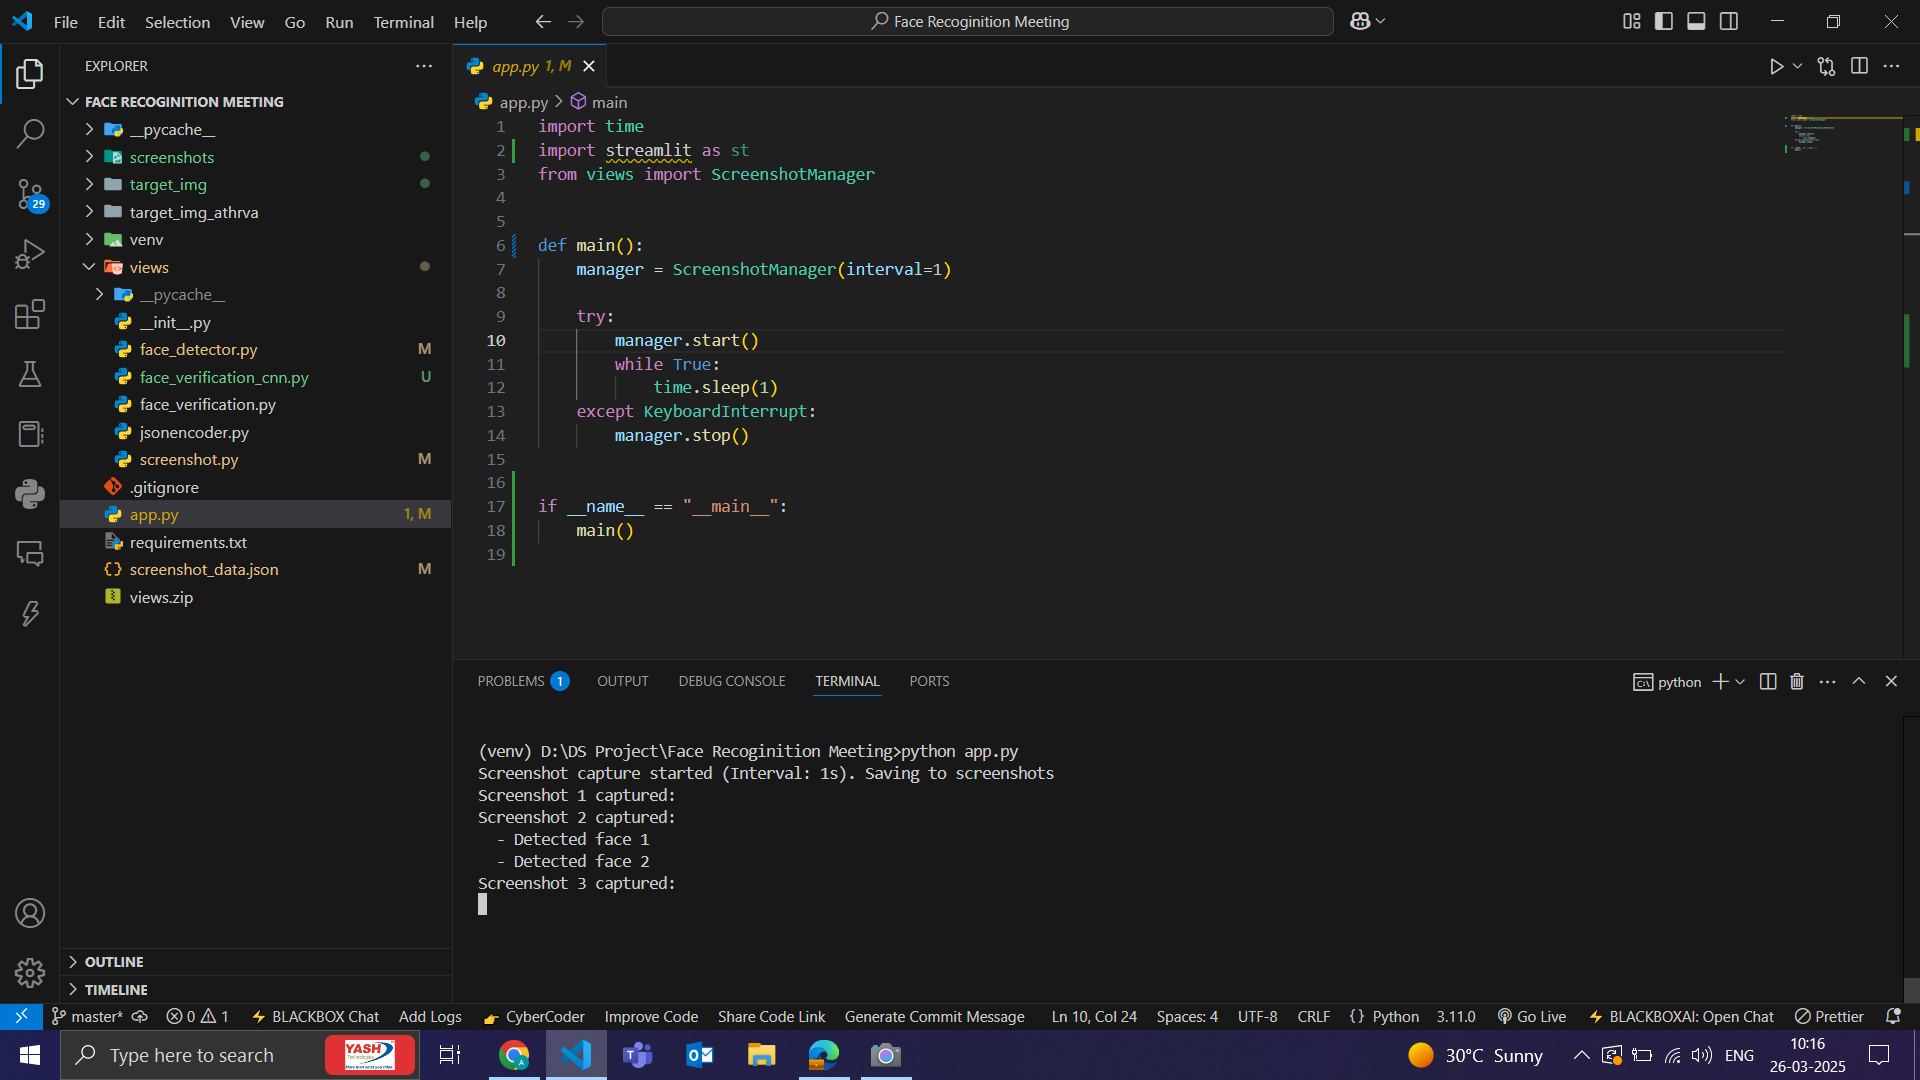 File Edit Selection View Go Run Terminal Help
Face Recoginition Meeting
EXPLORER
FACE RECOGINITION MEETING
__pycache__
screenshots
target_img
target_img_athrva
venv
views
__pycache__
__init__.py
face_detector.py M
face_verification_cnn.py U
face_verification.py
jsonencoder.py
screenshot.py M
.gitignore
app.py 1, M
requirements.txt
screenshot_data.json M
views.zip
OUTLINE
TIMELINE
29
app.py 1, M
app.py > main
1 import time
2 import streamlit as st
3 from views import ScreenshotManager
4
5
6 def main():
7     manager = ScreenshotManager(interval=1)
8
9     try:
10         manager.start()
11         while True:
12             time.sleep(1)
13     except KeyboardInterrupt:
14         manager.stop()
15
16
17 if __name__ == "__main__":
18     main()
19
PROBLEMS 1 OUTPUT DEBUG CONSOLE TERMINAL PORTS
python
(venv) D:\DS Project\Face Recoginition Meeting>python app.py
Screenshot capture started (Interval: 1s). Saving to screenshots
Screenshot 1 captured:
Screenshot 2 captured:
  - Detected face 1
  - Detected face 2
Screenshot 3 captured:
master* 0 1 BLACKBOX Chat Add Logs CyberCoder Improve Code Share Code Link Generate Commit Message Ln 10, Col 24 Spaces: 4 UTF-8 CRLF {} Python 3.11.0 Go Live BLACKBOXAI: Open Chat Prettier
Type here to search
YASH
30°C Sunny
ENG
10:16
26-03-2025